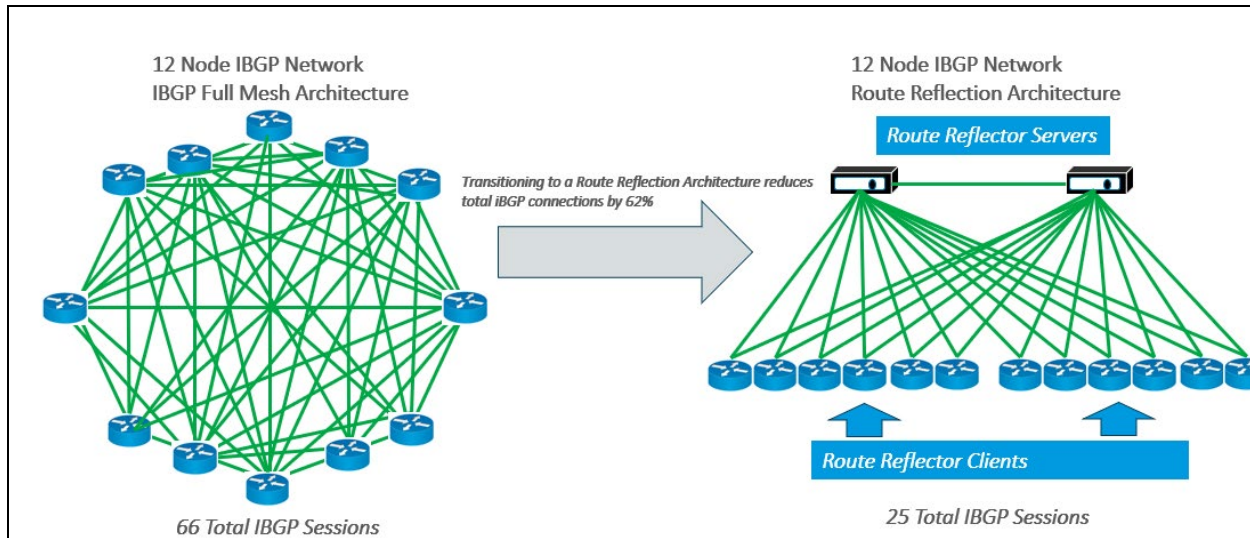 12 Node IBGP Network
IBGP Full Mesh Architecture
12 Node IBGP Network
Route Reflection Architecture
Route Reflector Servers
Transitioning to a Route Reflection Architecture reduces
total iBGP connections by 62%
Route Reflector Clients
66 Total IBGP Sessions
25 Total IBGP Sessions